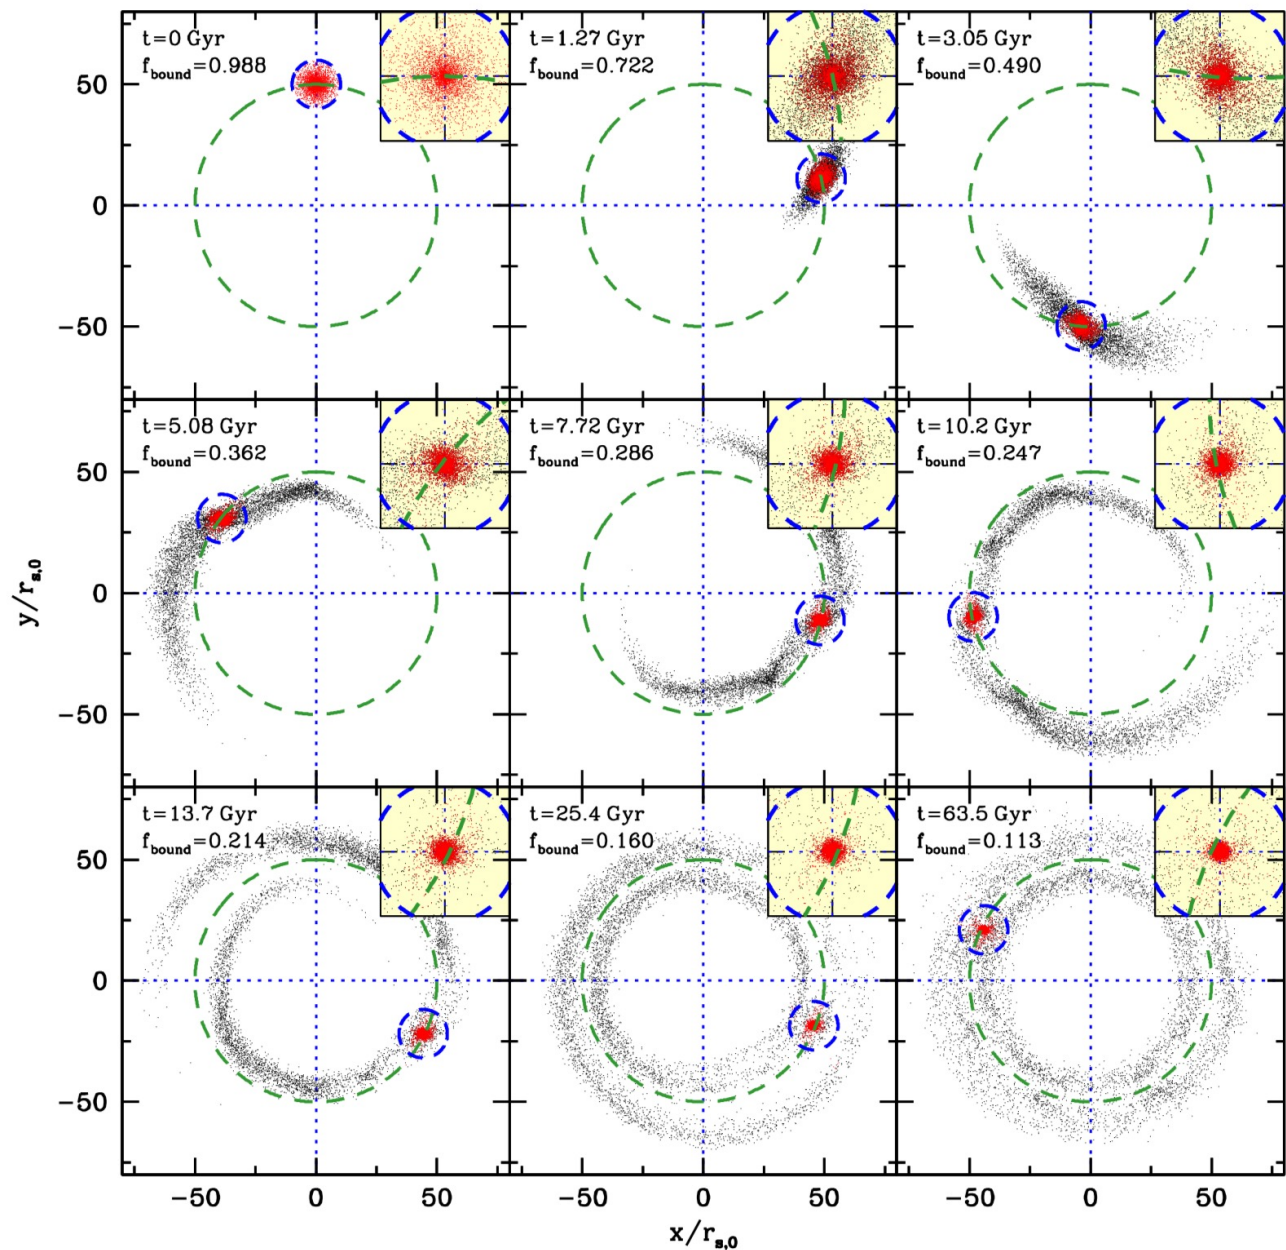 t=0 Gyr
f_bound=0.988
t=1.27 Gyr
f_bound=0.722
t=3.05 Gyr
f_bound=0.490
50
0
−50
t=5.08 Gyr
f_bound=0.362
t=7.72 Gyr
f_bound=0.286
t=10.2 Gyr
f_bound=0.247
50
0
−50
y/r_s,0
t=13.7 Gyr
f_bound=0.214
t=25.4 Gyr
f_bound=0.160
t=63.5 Gyr
f_bound=0.113
50
0
−50
−50 0 50 −50 0 50 −50 0 50
x/r_s,0